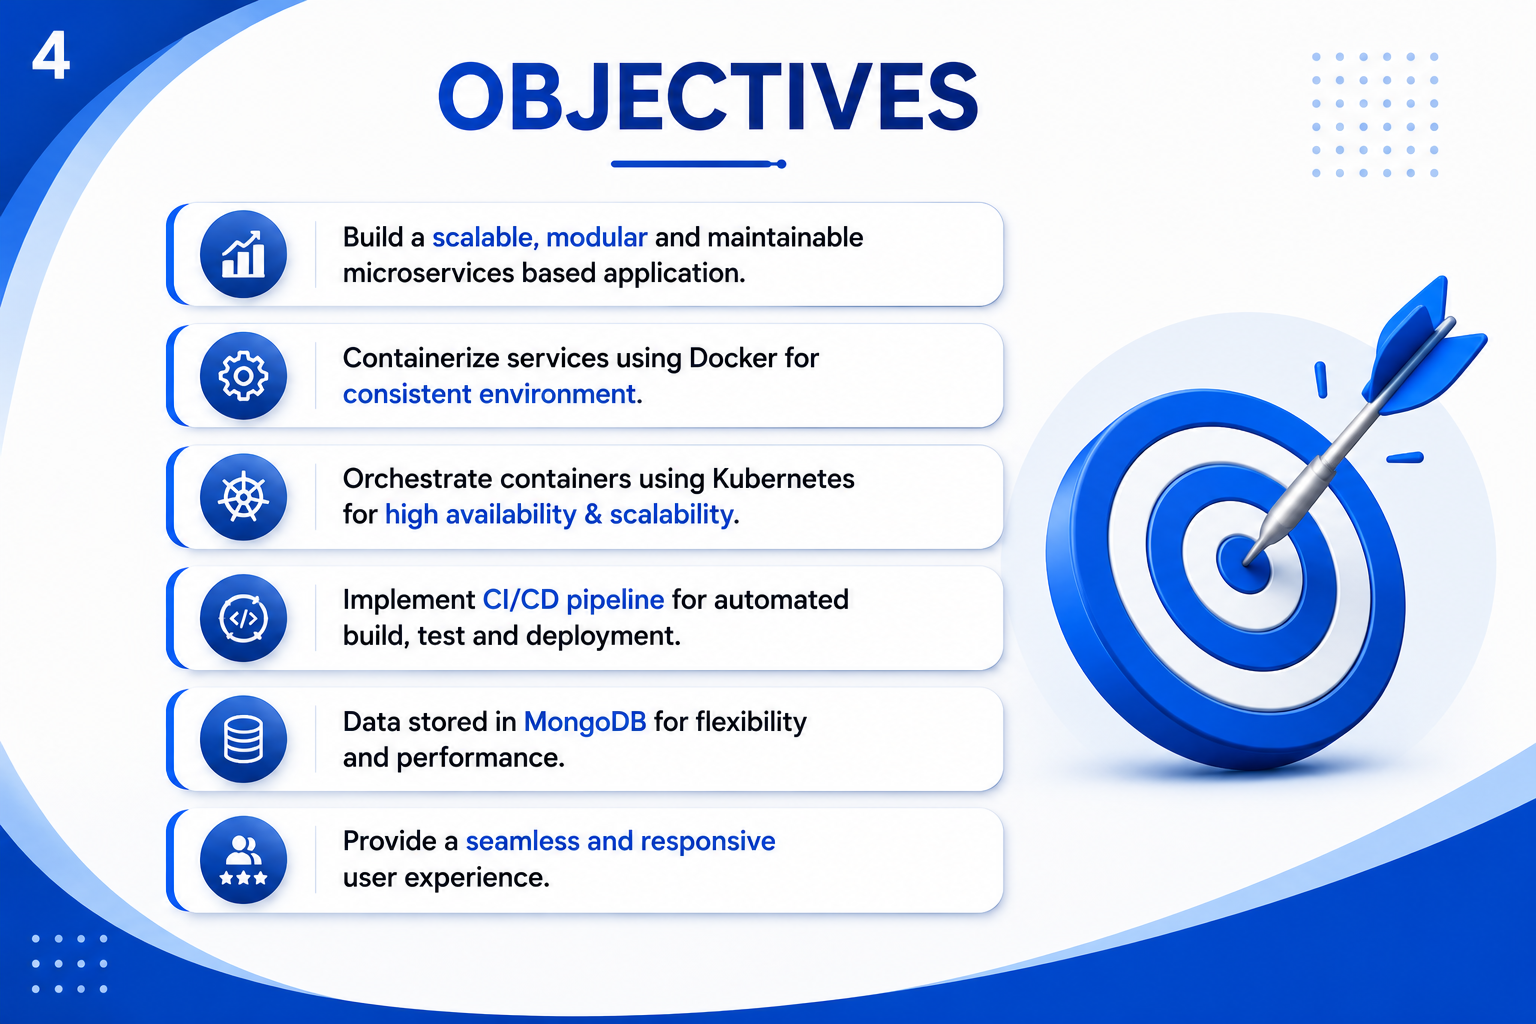 4
OBJECTIVES
Build a scalable, modular and maintainable
microservices based application.
Containerize services using Docker for
consistent environment.
Orchestrate containers using Kubernetes
for high availability & scalability.
Implement CI/CD pipeline for automated
build, test and deployment.
Data stored in MongoDB for flexibility
and performance.
Provide a seamless and responsive
user experience.